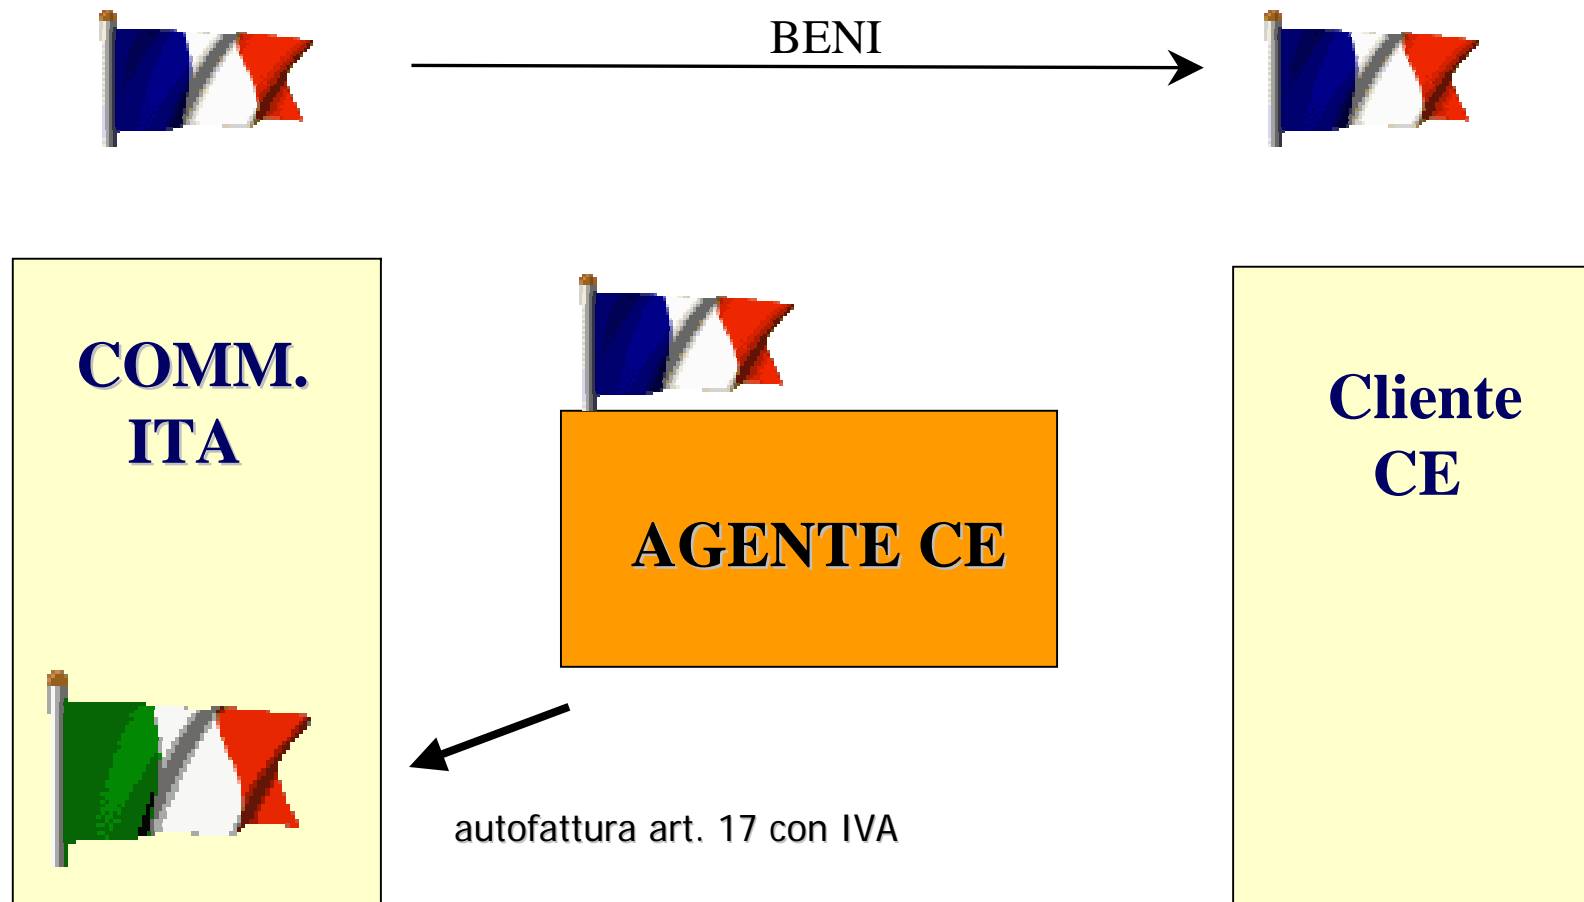 BENI
COMM.
ITA
AGENTE CE
Cliente
CE
autofattura art. 17 con IVA